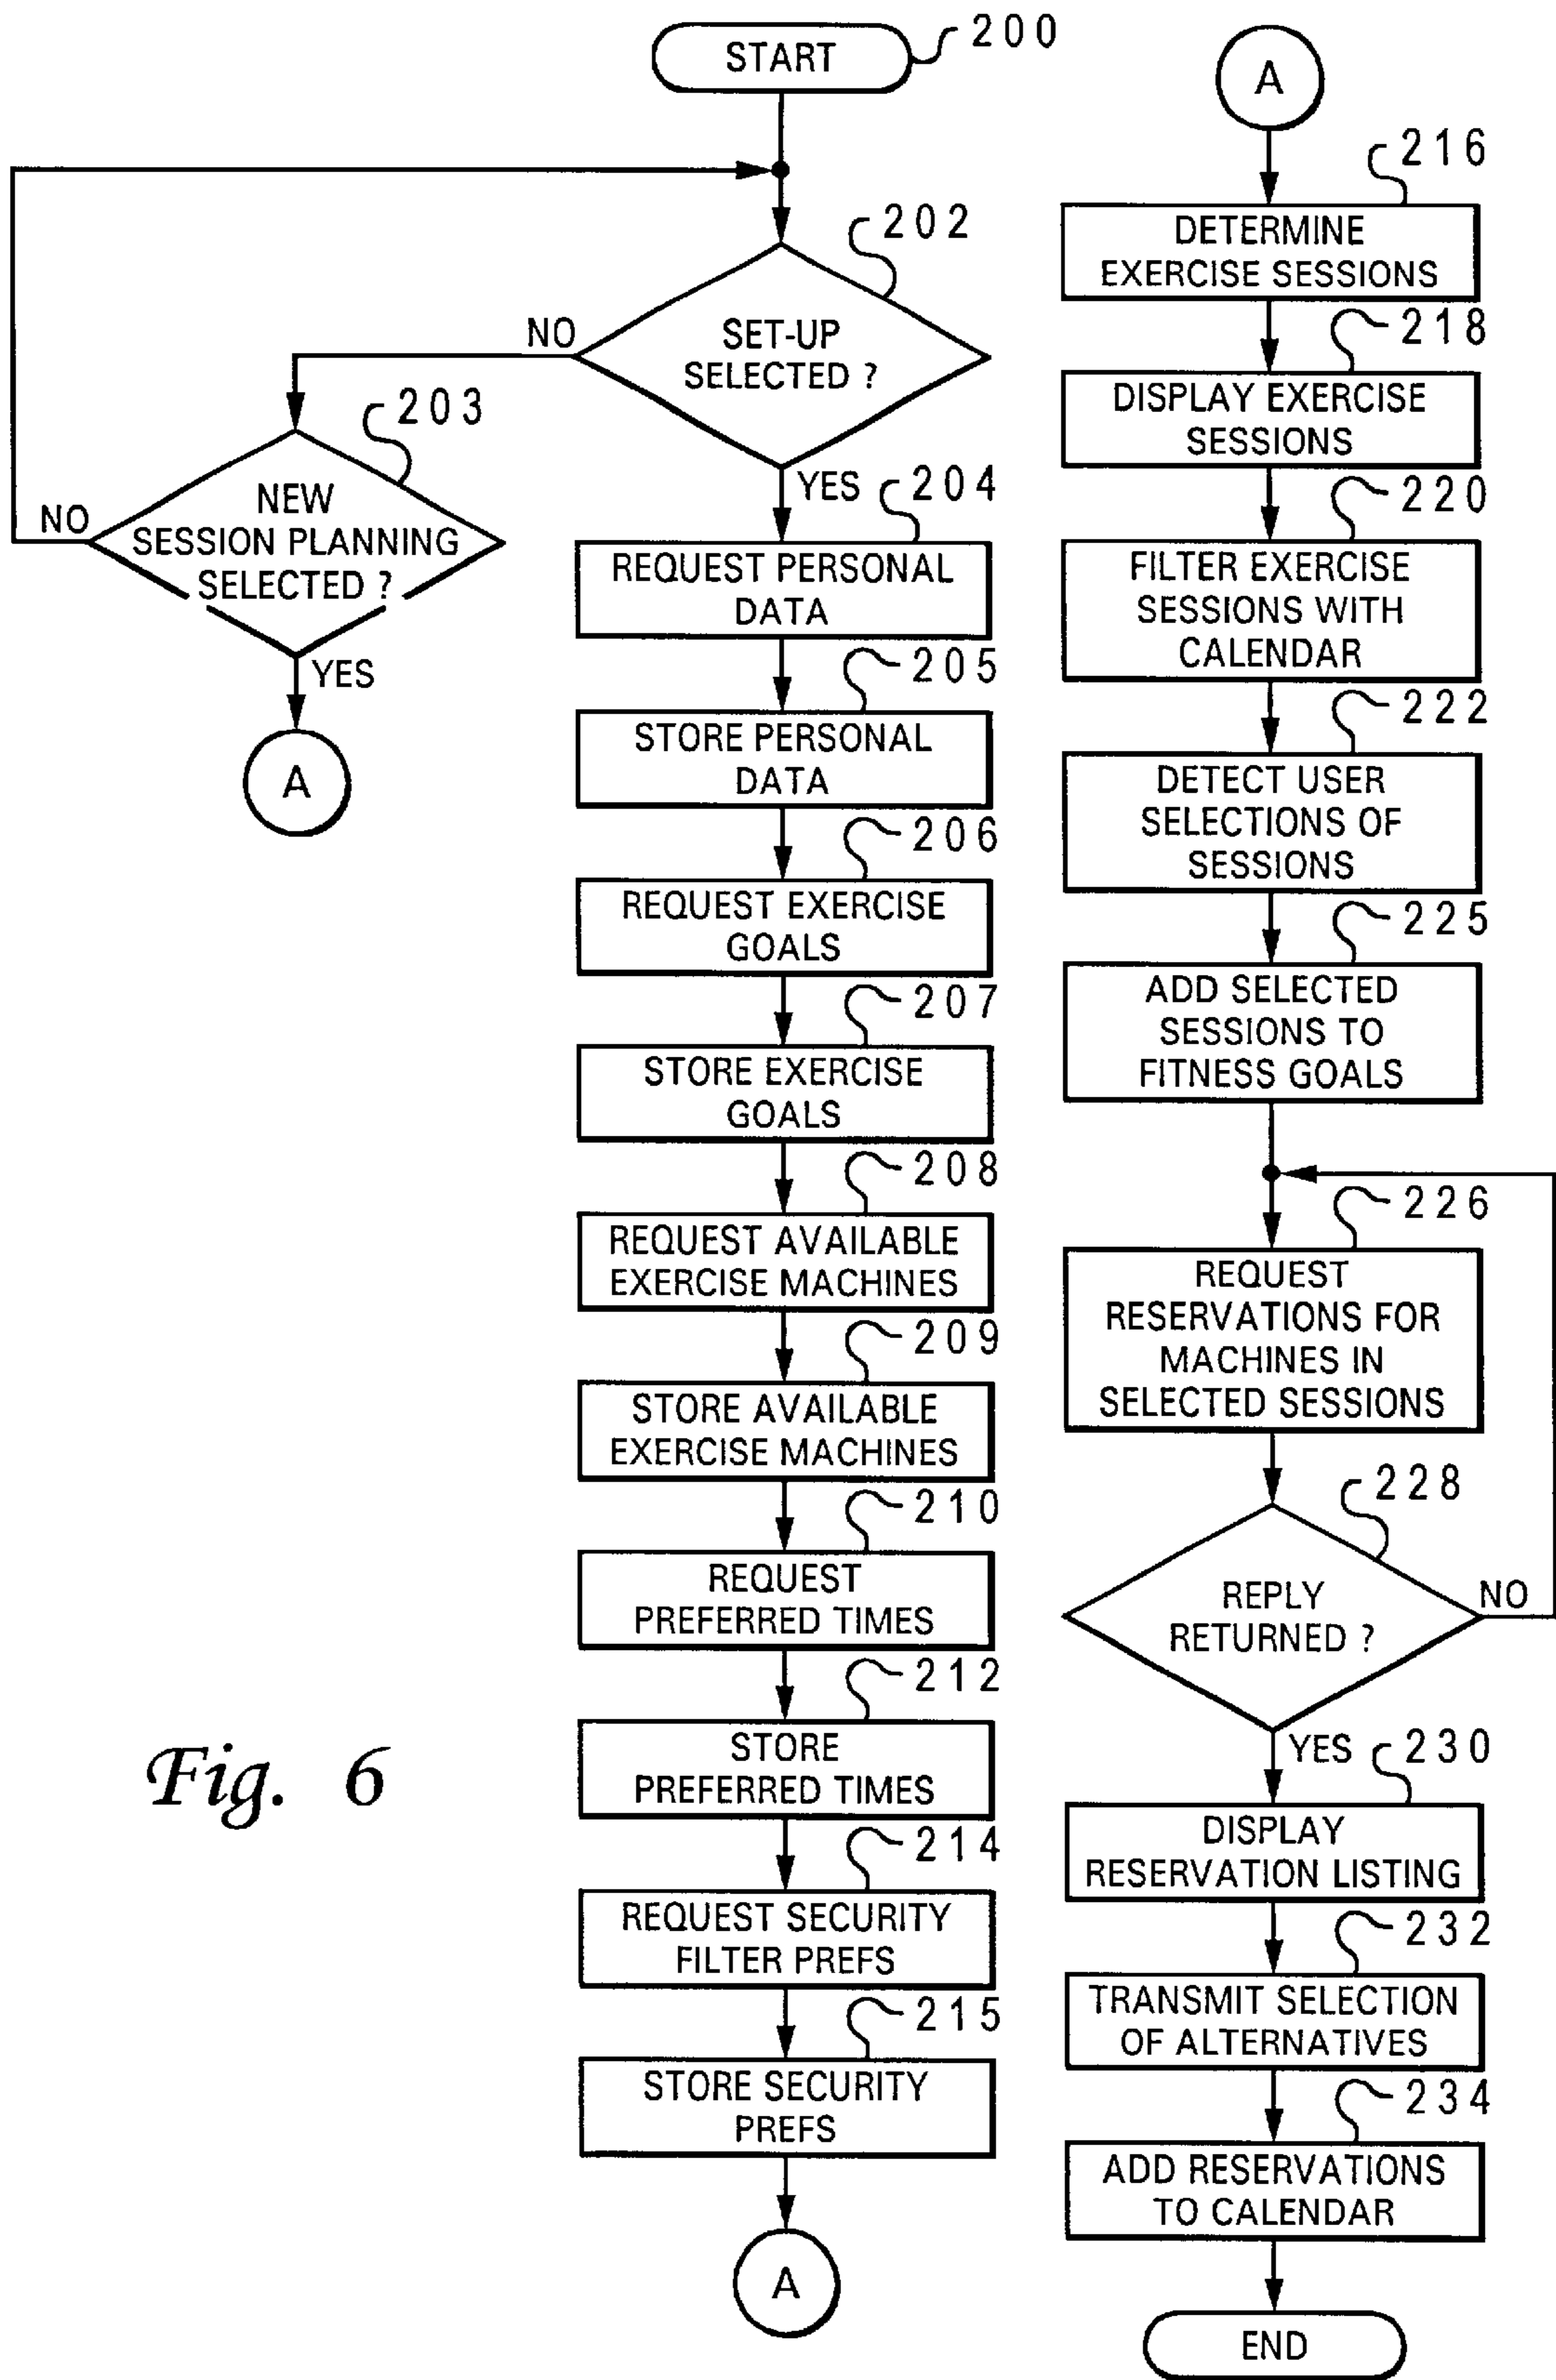 START
200
202
SET-UP
SELECTED ?
NO
203
NEW
SESSION PLANNING
SELECTED ?
NO
YES
A
YES
204
REQUEST PERSONAL
DATA
205
STORE PERSONAL
DATA
206
REQUEST EXERCISE
GOALS
207
STORE EXERCISE
GOALS
208
REQUEST AVAILABLE
EXERCISE MACHINES
209
STORE AVAILABLE
EXERCISE MACHINES
210
REQUEST
PREFERRED TIMES
212
STORE
PREFERRED TIMES
214
REQUEST SECURITY
FILTER PREFS
215
STORE SECURITY
PREFS
A
A
216
DETERMINE
EXERCISE SESSIONS
218
DISPLAY EXERCISE
SESSIONS
220
FILTER EXERCISE
SESSIONS WITH
CALENDAR
222
DETECT USER
SELECTIONS OF
SESSIONS
225
ADD SELECTED
SESSIONS TO
FITNESS GOALS
226
REQUEST
RESERVATIONS FOR
MACHINES IN
SELECTED SESSIONS
228
REPLY
RETURNED ?
NO
YES
230
DISPLAY
RESERVATION LISTING
232
TRANSMIT SELECTION
OF ALTERNATIVES
234
ADD RESERVATIONS
TO CALENDAR
END
Fig. 6